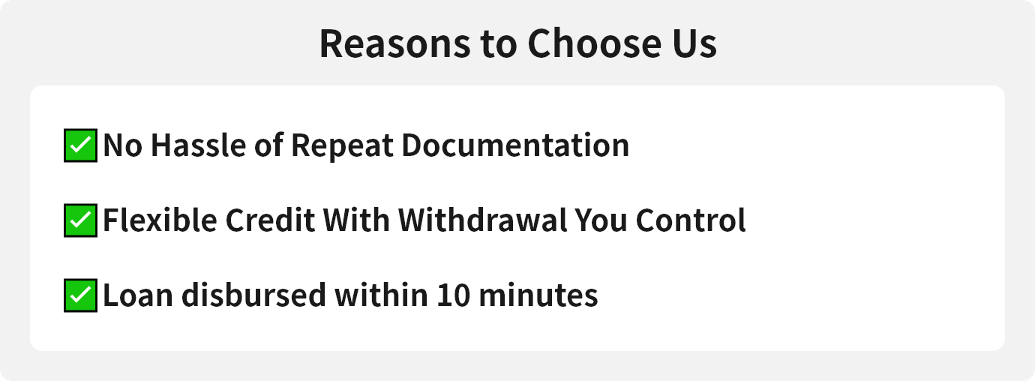 Reasons to Choose Us
No Hassle of Repeat Documentation
Flexible Credit With Withdrawal You Control
Loan disbursed within 10 minutes